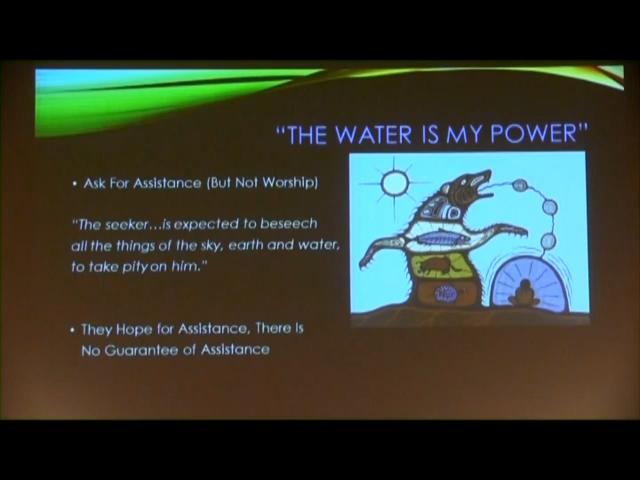 "THE WATER IS MY POWER"
• Ask For Assistance (But Not Worship)
"The seeker...is expected to beseech
all the things of the sky, earth and water,
to take pity on him."
• They Hope for Assistance, There Is
No Guarantee of Assistance